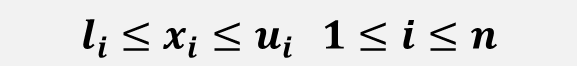 lᵢ ≤ xᵢ ≤ uᵢ 1 ≤ i ≤ n